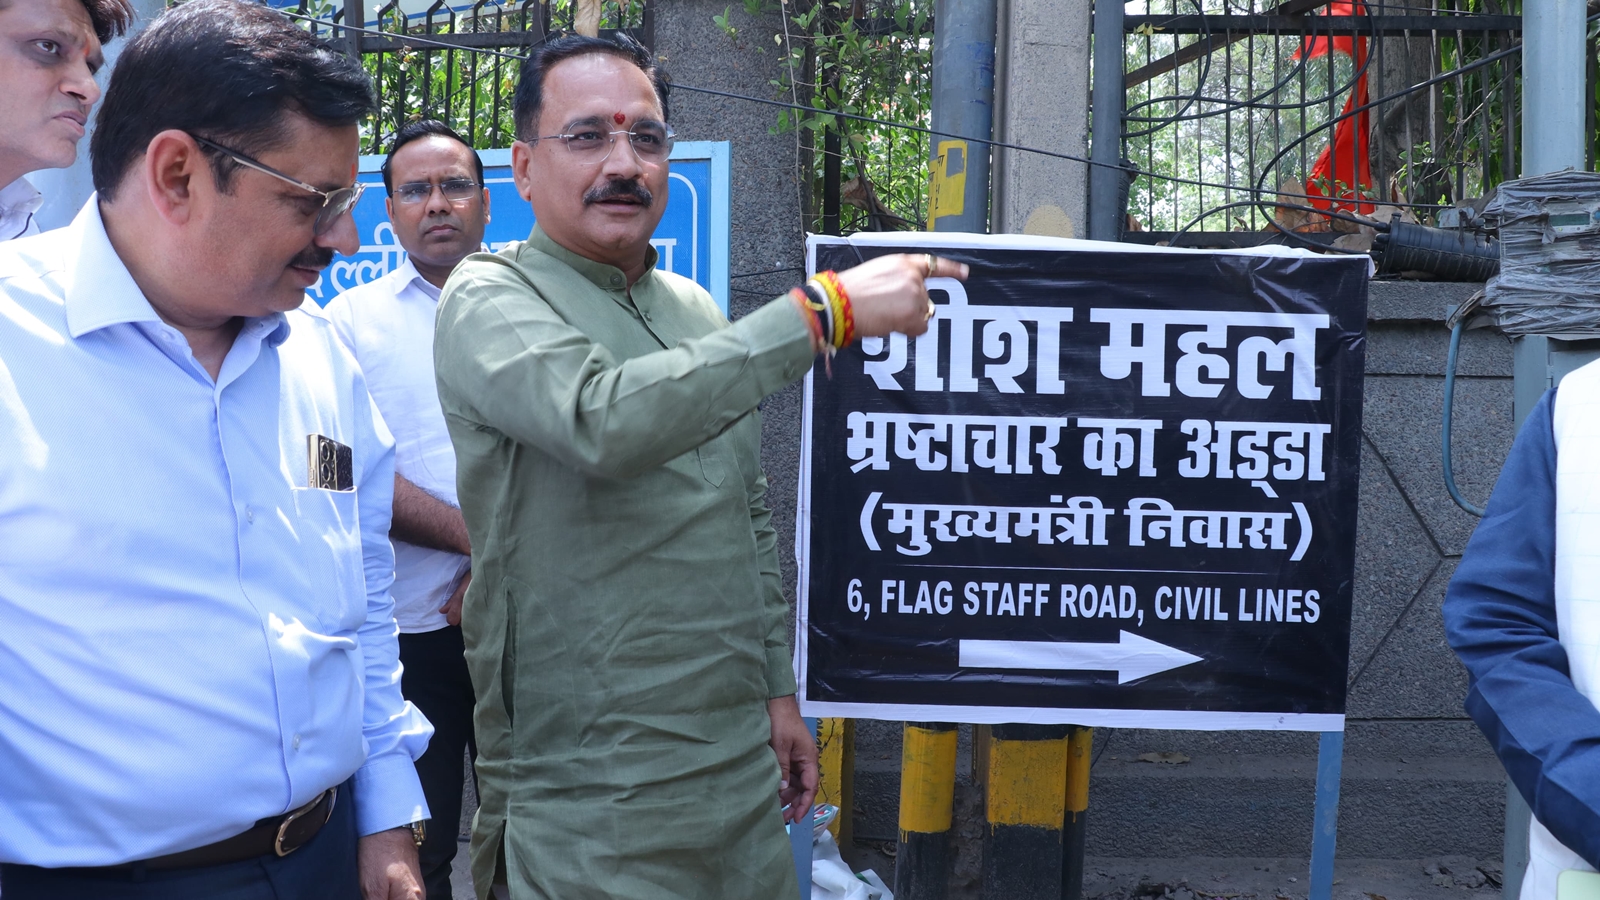 शीश महल
भ्रष्टाचार का अड्डा
(मुख्यमंत्री निवास)
6, FLAG STAFF ROAD, CIVIL LINES